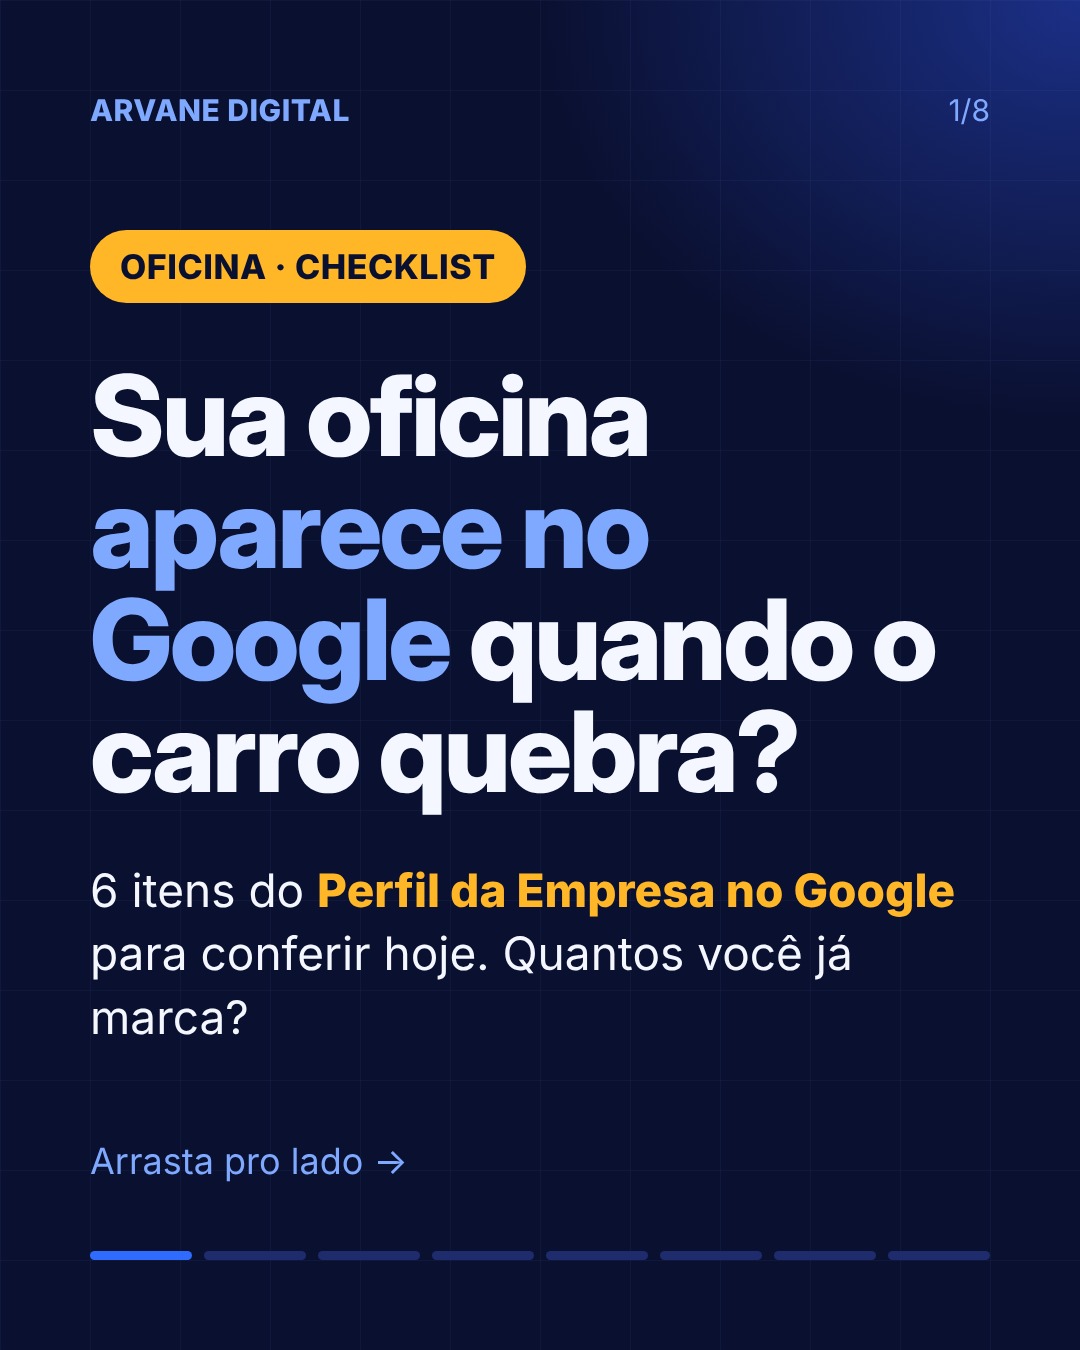 ARVANE DIGITAL
1/8
OFICINA · CHECKLIST
Sua oficina
aparece no
Google quando o
carro quebra?
6 itens do Perfil da Empresa no Google
para conferir hoje. Quantos você já
marca?
Arrasta pro lado →